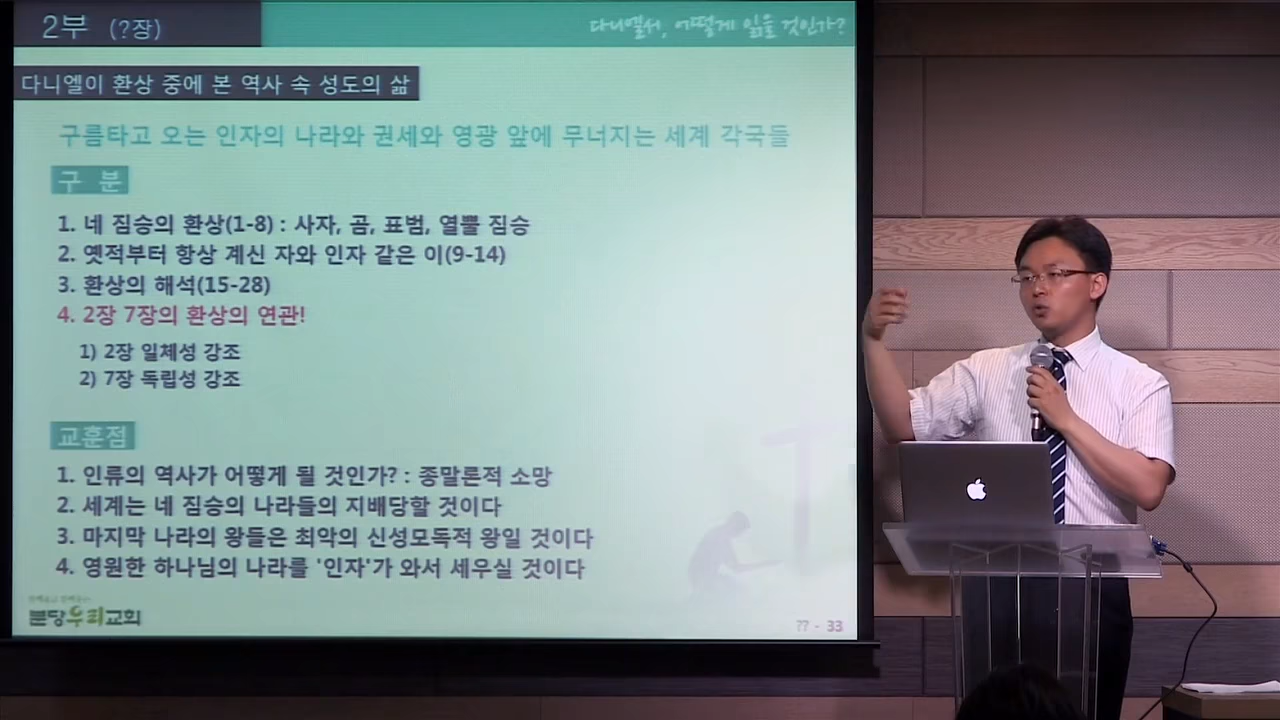 2부 (?장)
다니엘서, 어떻게 읽을 것인가?
다니엘이 환상 중에 본 역사 속 성도의 삶
구름타고 오는 인자의 나라와 권세와 영광 앞에 무너지는 세계 각국들
구 분
1. 네 짐승의 환상(1-8) : 사자, 곰, 표범, 열뿔 짐승
2. 옛적부터 항상 계신 자와 인자 같은 이(9-14)
3. 환상의 해석(15-28)
4. 2장 7장의 환상의 연관!
1) 2장 일체성 강조
2) 7장 독립성 강조
교훈점
1. 인류의 역사가 어떻게 될 것인가? : 종말론적 소망
2. 세계는 네 짐승의 나라들의 지배당할 것이다
3. 마지막 나라의 왕들은 최악의 신성모독적 왕일 것이다
4. 영원한 하나님의 나라를 '인자'가 와서 세우실 것이다
분당우리교회
?? - 33